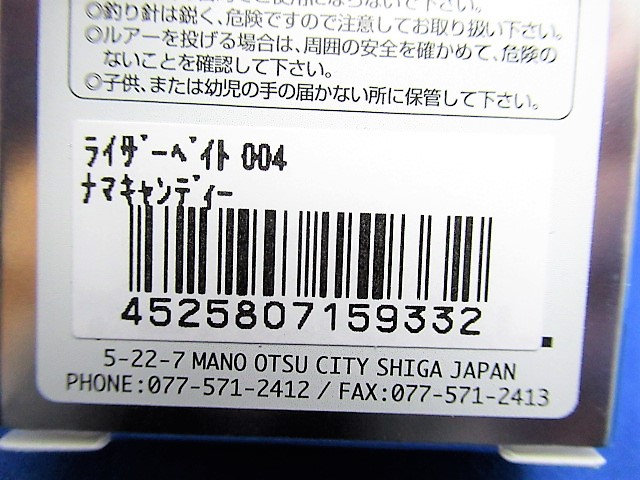 ◎釣り針は鋭く、危険ですので注意してお取り扱い下さい。
◎ルアーを投げる場合は、周囲の安全を確かめて、危険の
ないことを確認して下さい。
◎子供、または幼児の手の届かない所に保管して下さい。
ライザーベイト 004
ナマキャンディー
4525807159332
5-22-7 MANO OTSU CITY SHIGA JAPAN
PHONE:077-571-2412 / FAX:077-571-2413